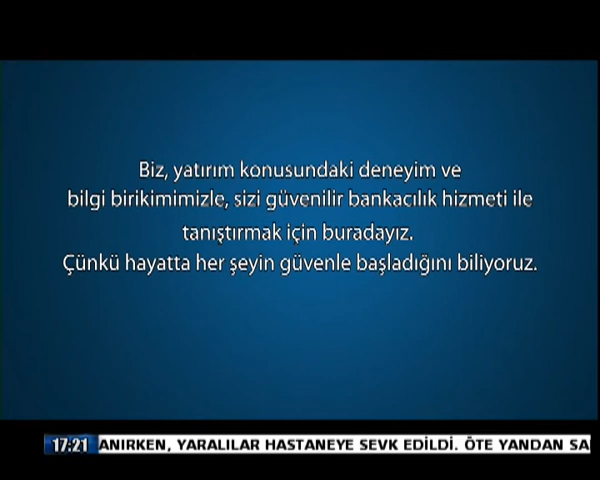 Biz, yatırım konusundaki deneyim ve
bilgi birikimimizle, sizi güvenilir bankacılık hizmeti ile
tanıştırmak için buradayız.
Çünkü hayatta her şeyin güvenle başladığını biliyoruz.
17:21 ANIRKEN, YARALILAR HASTANEYE SEVK EDİLDİ. ÖTE YANDAN SA